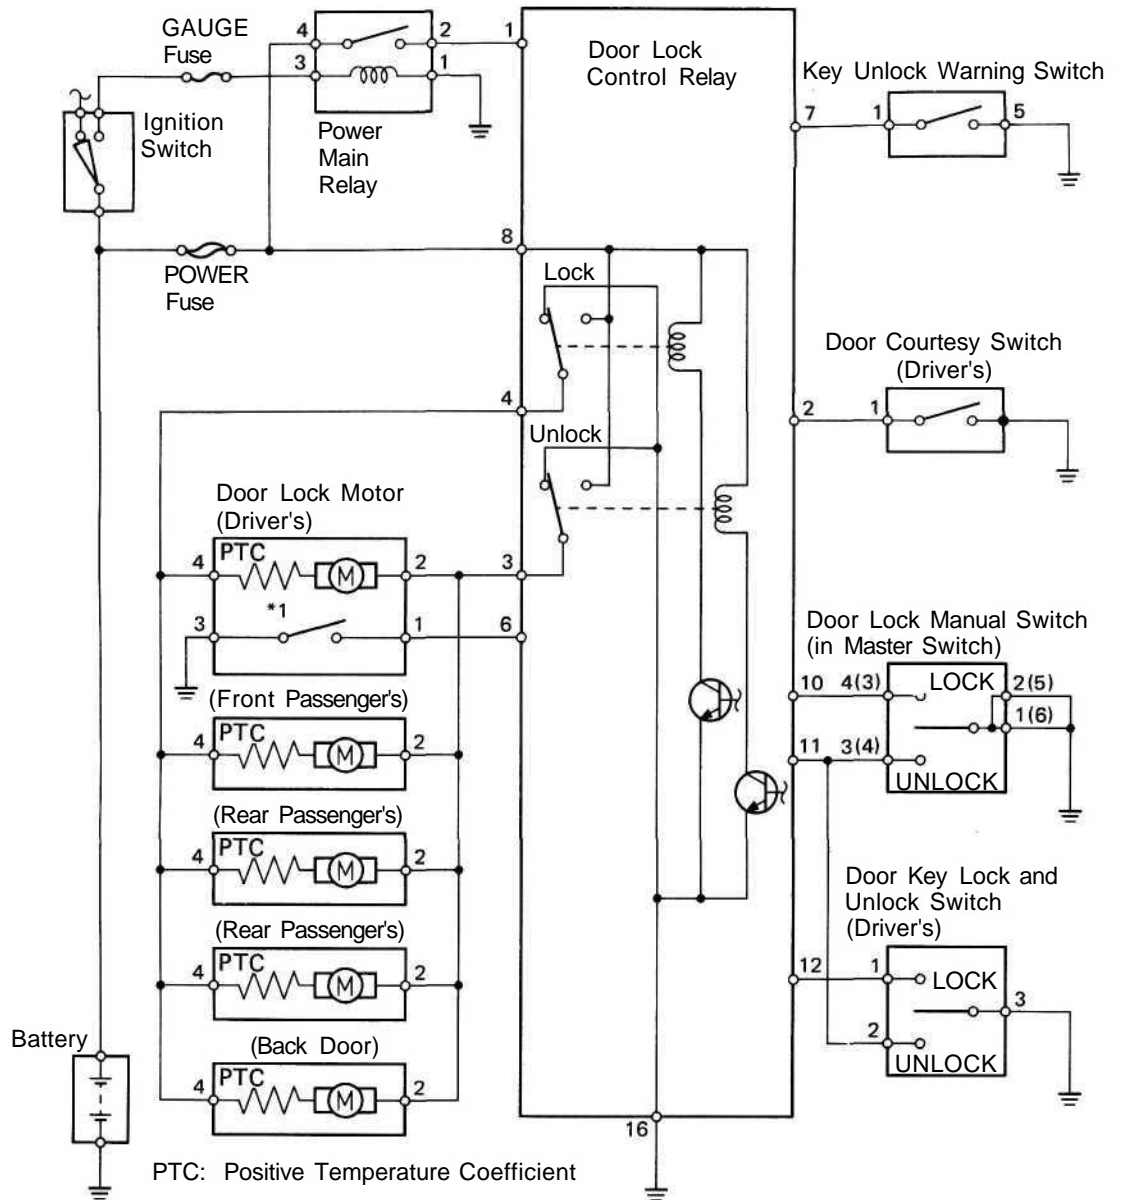 GAUGE
Fuse
4
2
1
3
1
Power
Main
Relay
Ignition
Switch
Door Lock
Control Relay
Key Unlock Warning Switch
7
1
5
POWER
Fuse
8
Lock
4
Unlock
Door Courtesy Switch
(Driver's)
2
1
Door Lock Motor
(Driver's)
4
PTC
M
2
3
3
*1
1
6
(Front Passenger's)
4
PTC
M
2
(Rear Passenger's)
4
PTC
M
2
(Rear Passenger's)
4
PTC
M
2
(Back Door)
4
PTC
M
2
Door Lock Manual Switch
(in Master Switch)
10
4(3)
LOCK
2(5)
1(6)
11
3(4)
UNLOCK
Door Key Lock and
Unlock Switch
(Driver's)
12
1
LOCK
3
2
UNLOCK
Battery
16
PTC: Positive Temperature Coefficient